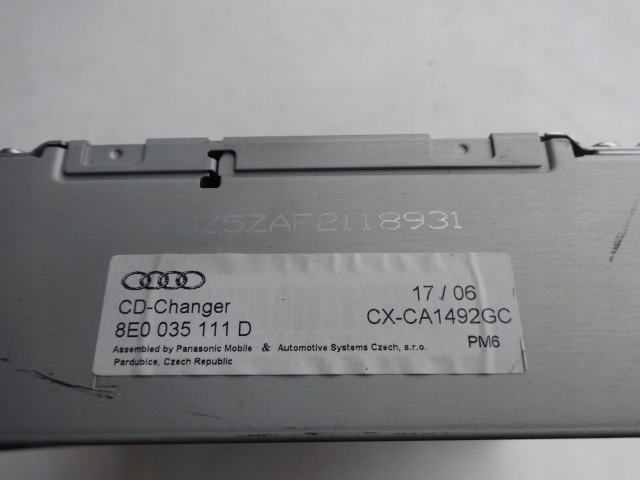 AUZ5ZAF2118931
CD-Changer
17 / 06
8E0 035 111 D
CX-CA1492GC
Assembled by Panasonic Mobile & Automotive Systems Czech, s.r.o.
PM6
Pardubice, Czech Republic